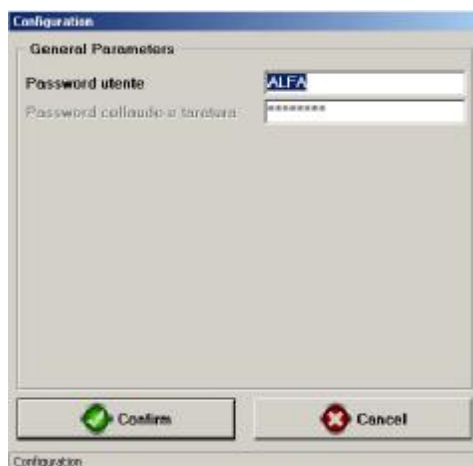 Configuration
General Parameters
Password utente ALFA
Password collaudo e taratura ********
Confirm Cancel
Configuration